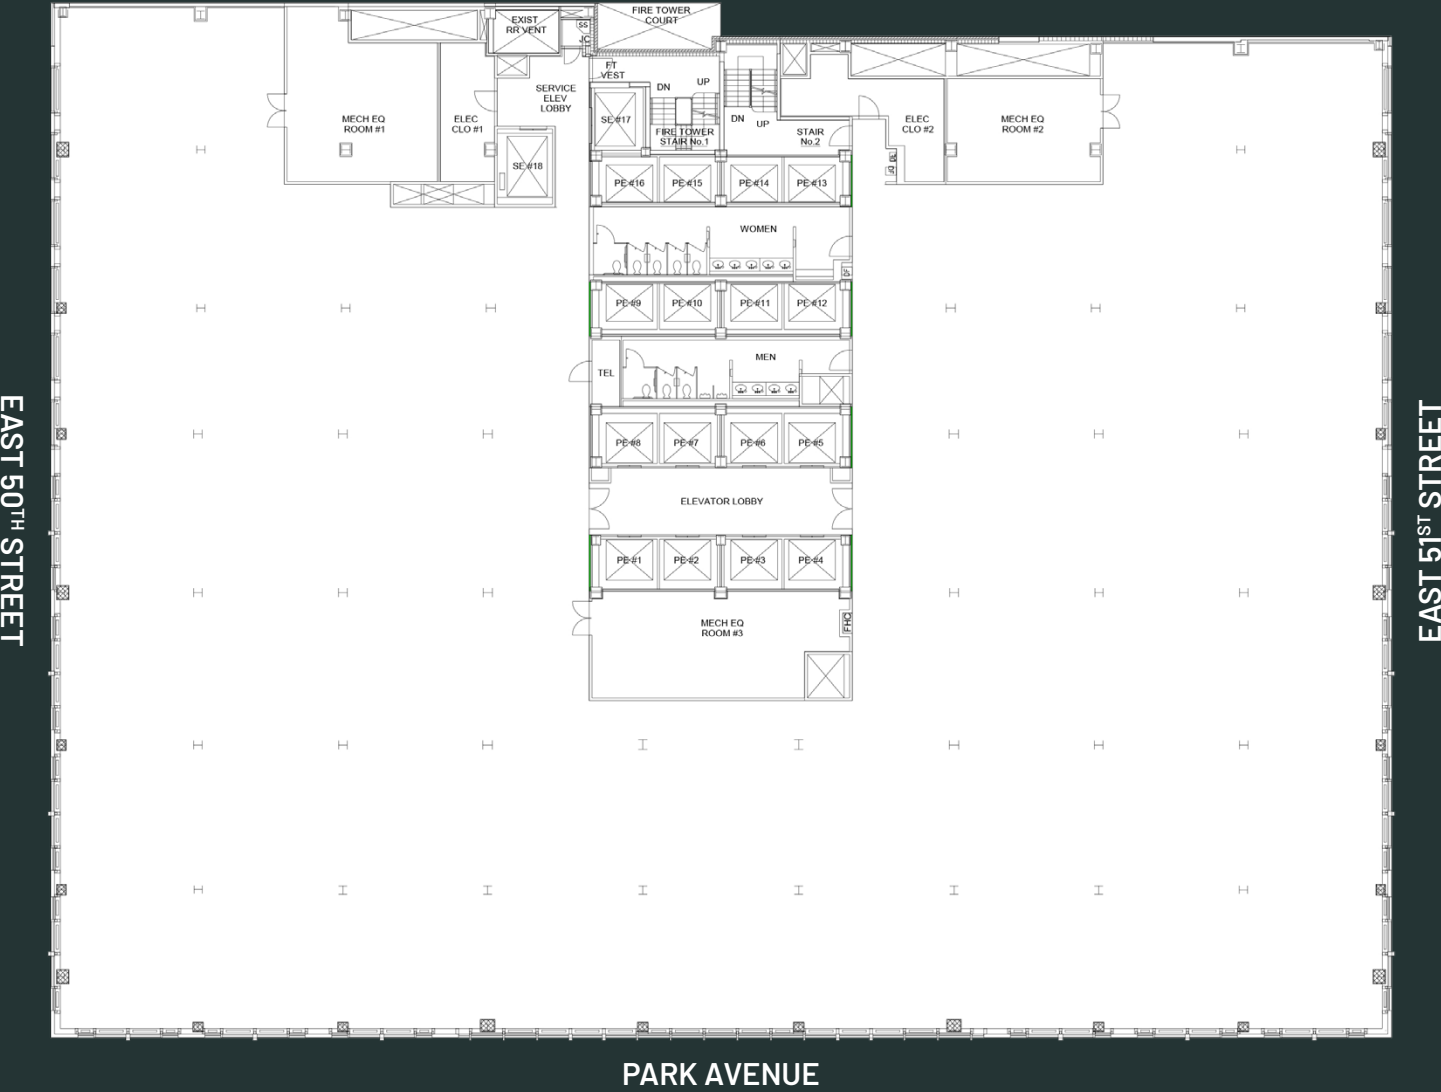 FIRE TOWER
COURT
EXIST
RR VENT
SS
JC
FT
VEST
SERVICE
ELEV
LOBBY
DN
UP
MECH EQ
ROOM #1
ELEC
CLO #1
SE #17
FIRE TOWER
STAIR No.1
DN
UP
STAIR
No.2
ELEC
CLO #2
MECH EQ
ROOM #2
SE #18
PE #16
PE #15
PE #14
PE #13
WOMEN
DF
PE #9
PE #10
PE #11
PE #12
MEN
TEL
PE #8
PE #7
PE #6
PE #5
ELEVATOR LOBBY
PE #1
PE #2
PE #3
PE #4
MECH EQ
ROOM #3
FHC
EAST 50TH STREET
EAST 51ST STREET
PARK AVENUE